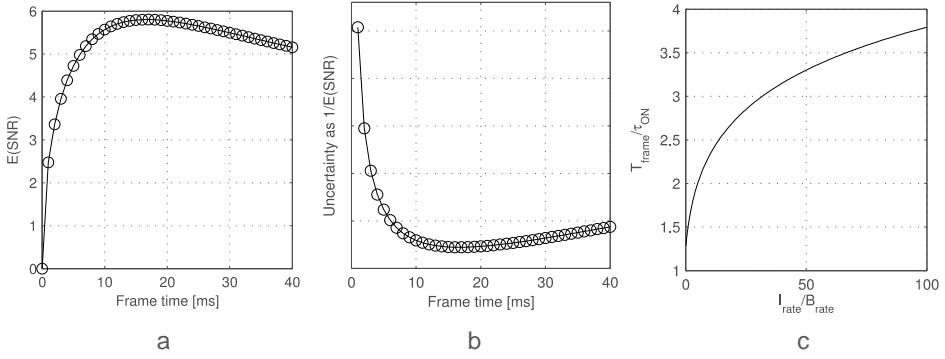 6
5
4
3
2
1
0
E(SNR)
0 10 20 30 40
Frame time [ms]
a
Uncertainty as 1/E(SNR)
0 10 20 30 40
Frame time [ms]
b
4
3.5
3
2.5
2
1.5
1
T_frame/τ_ON
0 50 100
I_rate/B_rate
c